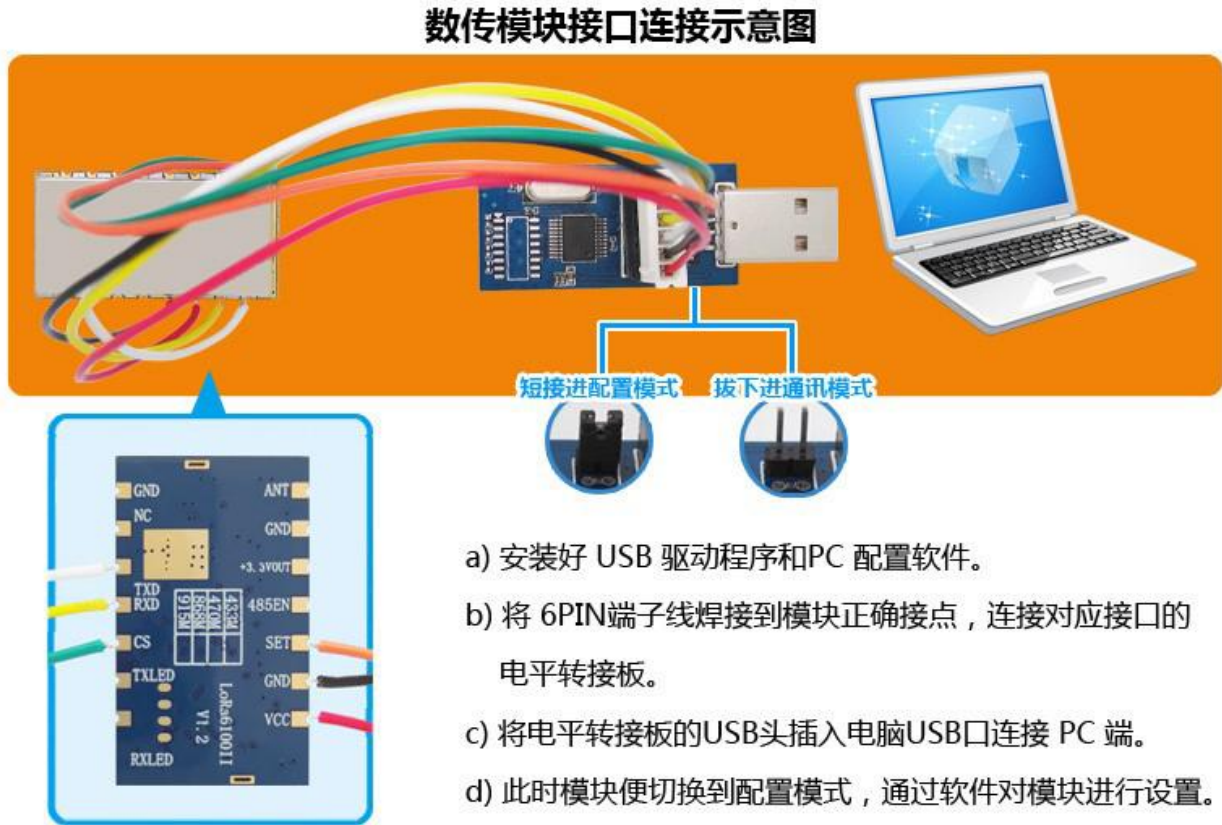 数传模块接口连接示意图
短接进配置模式
拔下进通讯模式
GND
ANT
NC
GND
+3.3VOUT
TXD
RXD
485EN
CS
SET
TXLED
GND
VCC
RXLED
433M
470M
868M
915M
LoRa6100II
V1.2
a) 安装好 USB 驱动程序和PC 配置软件。
b) 将 6PIN端子线焊接到模块正确接点，连接对应接口的
电平转接板。
c) 将电平转接板的USB头插入电脑USB口连接 PC 端。
d) 此时模块便切换到配置模式，通过软件对模块进行设置。